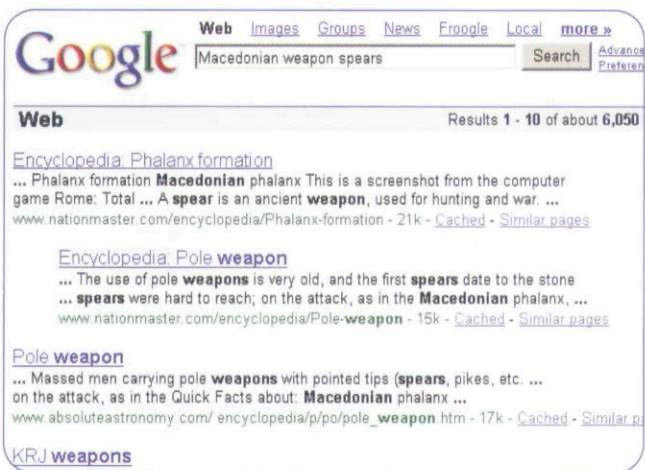 Web Images Groups News Froogle Local more »
Google
Macedonian weapon spears Search Advance
Preferen
Web Results 1 - 10 of about 6,050
Encyclopedia: Phalanx formation
... Phalanx formation Macedonian phalanx This is a screenshot from the computer
game Rome: Total ... A spear is an ancient weapon, used for hunting and war. ...
www.nationmaster.com/encyclopedia/Phalanx-formation - 21k - Cached - Similar pages
Encyclopedia: Pole weapon
... The use of pole weapons is very old, and the first spears date to the stone
... spears were hard to reach; on the attack, as in the Macedonian phalanx, ...
www.nationmaster.com/encyclopedia/Pole-weapon - 15k - Cached - Similar pages
Pole weapon
... Massed men carrying pole weapons with pointed tips (spears, pikes, etc. ...
on the attack, as in the Quick Facts about: Macedonian phalanx ...
www.absoluteastronomy.com/ encyclopedia/p/po/pole_weapon.htm - 17k - Cached - Similar p
KRJ weapons